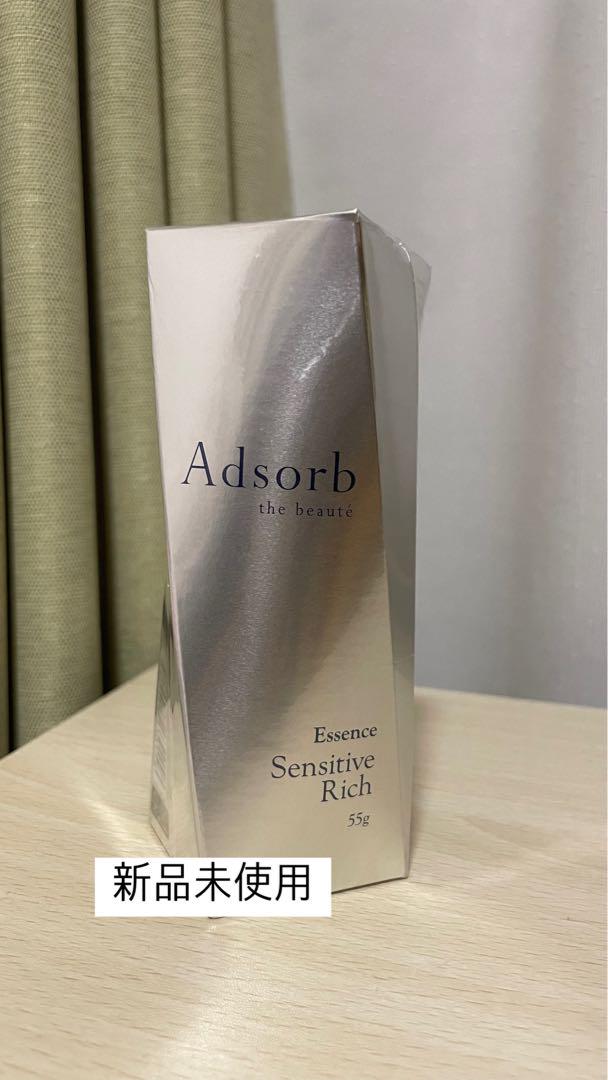 Adsorb
the beauté
Essence
Sensitive
Rich
55g
新品未使用